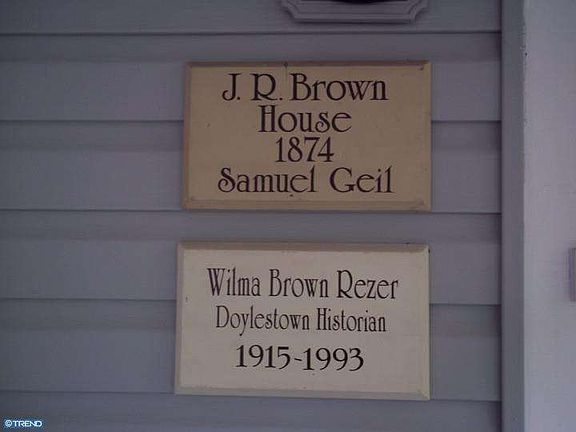 J. R. Brown
House
1874
Samuel Geil
Wilma Brown Rezer
Doylestown Historian
1915-1993
©TREND